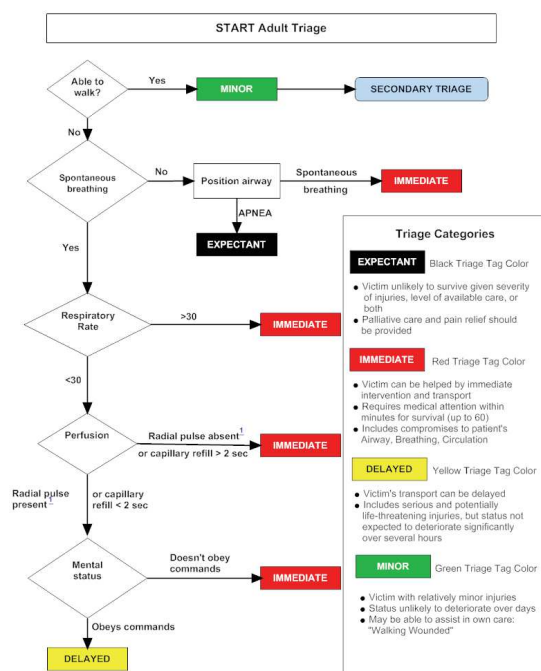 START Adult Triage
Able to
walk?
Yes
MINOR
SECONDARY TRIAGE
No
Spontaneous
breathing
No
Position airway
Spontaneous
breathing
IMMEDIATE
APNEA
EXPECTANT
Yes
Respiratory
Rate
>30
IMMEDIATE
<30
Perfusion
Radial pulse absent1
or capillary refill > 2 sec
IMMEDIATE
Radial pulse
present1
or capillary
refill < 2 sec
Mental
status
Doesn't obey
commands
IMMEDIATE
Obeys commands
DELAYED
Triage Categories
EXPECTANT Black Triage Tag Color
● Victim unlikely to survive given severity
of injuries, level of available care, or
both
● Palliative care and pain relief should
be provided
IMMEDIATE Red Triage Tag Color
● Victim can be helped by immediate
intervention and transport
● Requires medical attention within
minutes for survival (up to 60)
● Includes compromises to patient's
Airway, Breathing, Circulation
DELAYED Yellow Triage Tag Color
● Victim's transport can be delayed
● Includes serious and potentially
life-threatening injuries, but status not
expected to deteriorate significantly
over several hours
MINOR Green Triage Tag Color
● Victim with relatively minor injuries
● Status unlikely to deteriorate over days
● May be able to assist in own care:
"Walking Wounded"